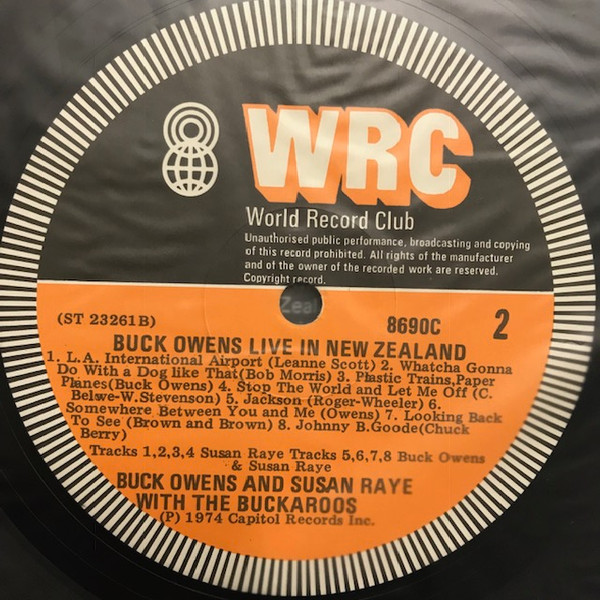 WRC
World Record Club
Unauthorised public performance, broadcasting and copying
of this record prohibited. All rights of the manufacturer
and of the owner of the recorded work are reserved.
Copyright record.
Zea
(ST 23261B)
8690C
2
BUCK OWENS LIVE IN NEW ZEALAND
1. L.A. International Airport (Leanne Scott) 2. Whatcha Gonna
Do With a Dog like That(Bob Morris) 3. Plastic Trains,Paper
Planes(Buck Owens) 4. Stop The World and Let Me Off (C.
Belwe-W.Stevenson) 5. Jackson (Roger-Wheeler) 6.
Somewhere Between You and Me (Owens) 7. Looking Back
To See (Brown and Brown) 8. Johnny B.Goode(Chuck
Berry)
Tracks 1,2,3,4 Susan Raye Tracks 5,6,7,8 Buck Owens
& Susan Raye
BUCK OWENS AND SUSAN RAYE
WITH THE BUCKAROOS
(P) 1974 Capitol Records Inc.